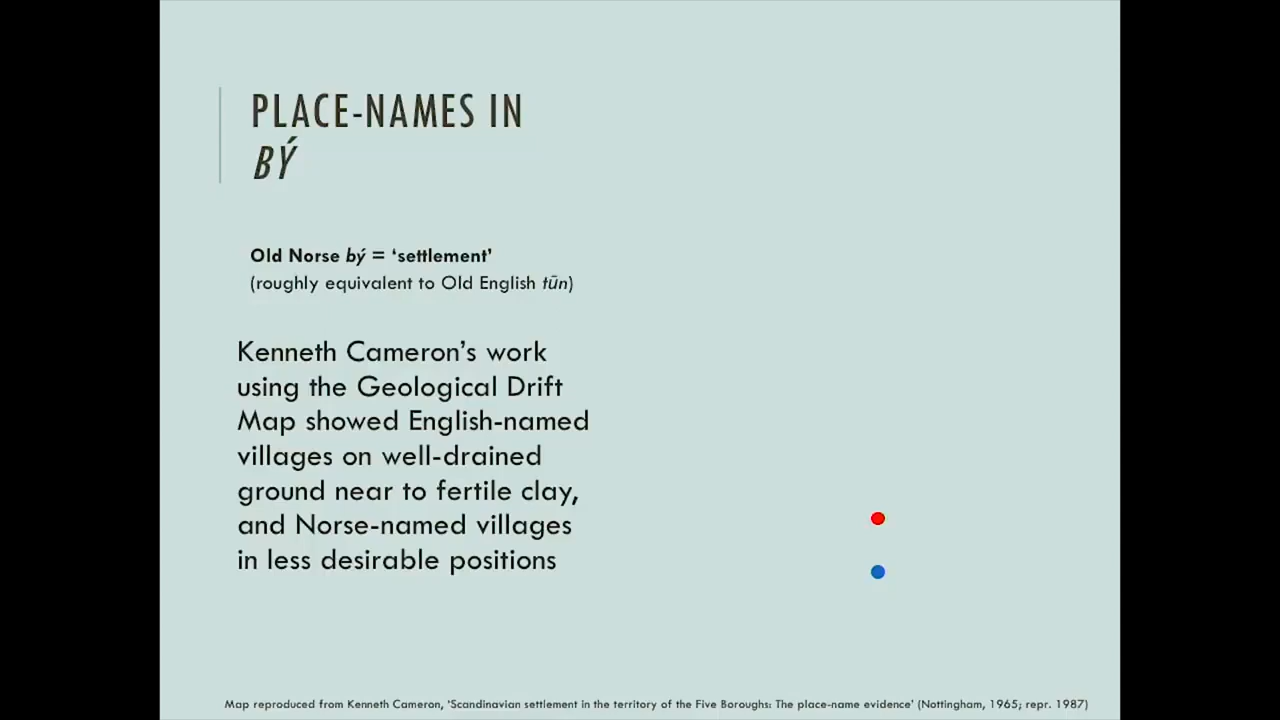 PLACE-NAMES IN
BÝ
Old Norse bý = ‘settlement’
(roughly equivalent to Old English tūn)
Kenneth Cameron’s work
using the Geological Drift
Map showed English-named
villages on well-drained
ground near to fertile clay,
and Norse-named villages
in less desirable positions
Map reproduced from Kenneth Cameron, ‘Scandinavian settlement in the territory of the Five Boroughs: The place-name evidence’ (Nottingham, 1965; repr. 1987)